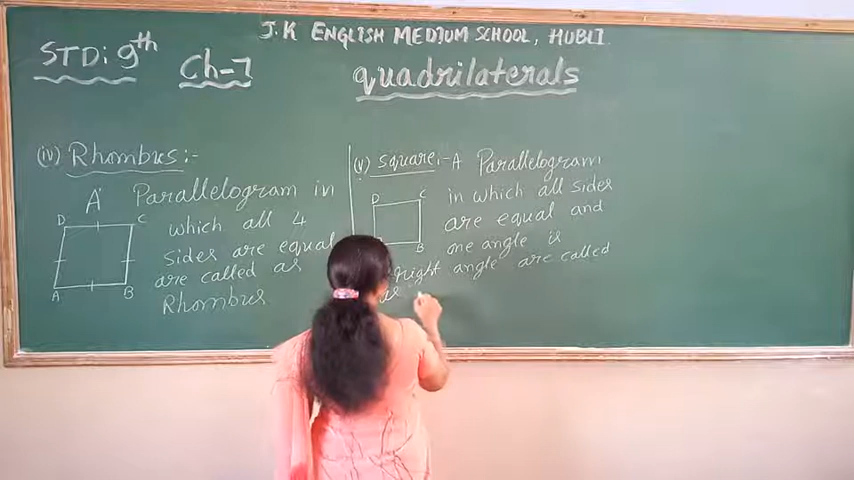 J.K ENGLISH MEDIUM SCHOOL, HUBLI
STD: 9th Ch-7 quadrilaterals
(iv) Rhombus:-
A Parallelogram in
which all 4
sides are equal
are called as
Rhombus
D C
A B
(v) square:- A Parallelogram
in which all sides
are equal and
one angle is
right angle are called
as
D C
B